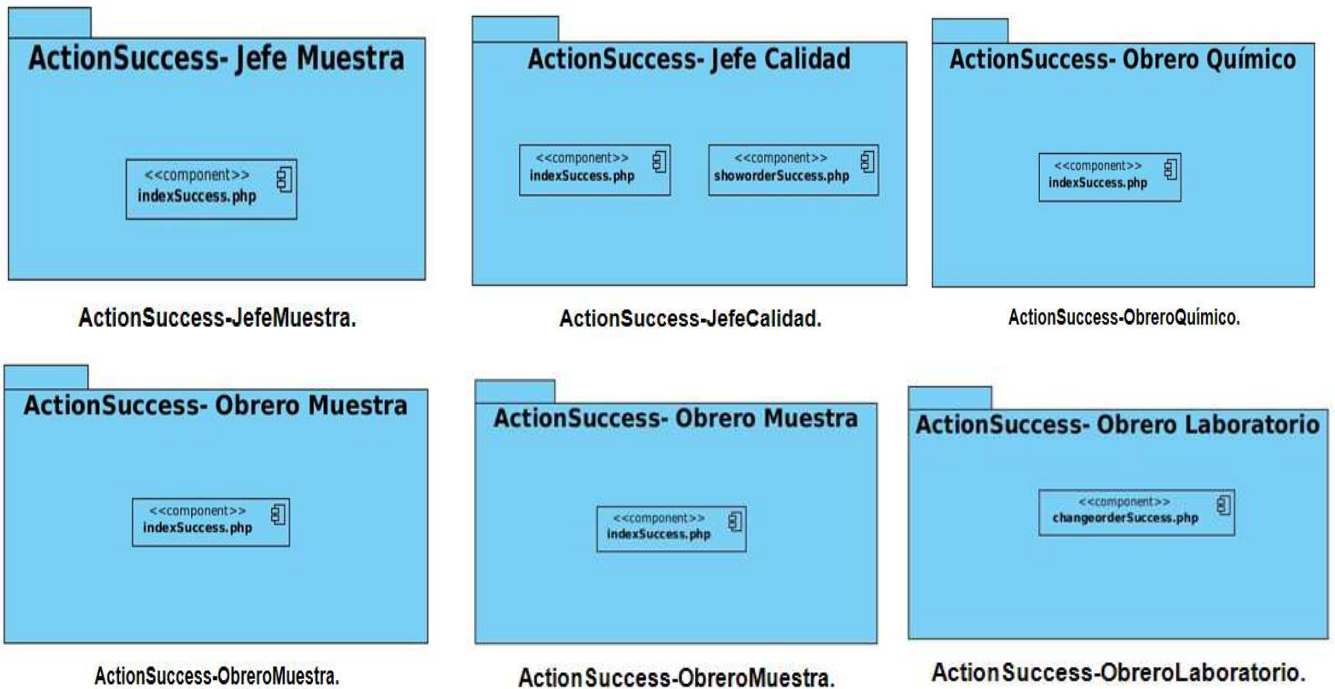 ActionSuccess- Jefe Muestra
<<component>>
indexSuccess.php
ActionSuccess-JefeMuestra.
ActionSuccess- Jefe Calidad
<<component>>
indexSuccess.php
<<component>>
showorderSuccess.php
ActionSuccess-JefeCalidad.
ActionSuccess- Obrero Químico
<<component>>
indexSuccess.php
ActionSuccess-ObreroQuímico.
ActionSuccess- Obrero Muestra
<<component>>
indexSuccess.php
ActionSuccess-ObreroMuestra.
ActionSuccess- Obrero Muestra
<<component>>
indexSuccess.php
ActionSuccess-ObreroMuestra.
ActionSuccess- Obrero Laboratorio
<<component>>
changeorderSuccess.php
ActionSuccess-ObreroLaboratorio.